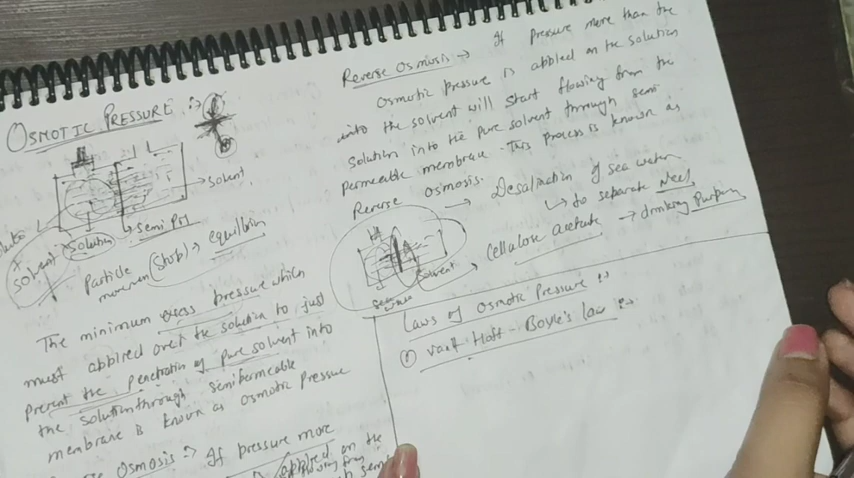 OSMOTIC PRESSURE :-
solvent
Semi
Solution
solvent
Particle
movement (Stop) → equilibrium
The minimum excess pressure which
must applied over the solution to just
prevent the penetration of pure solvent into
the solution through semipermeable
membrane is known as osmotic pressure
Osmosis :→ If pressure more
applied on the
Reverse Osmosis → If pressure more than the
Osmotic pressure is applied on the solution
into the solvent will start flowing from the
solution into the pure solvent through semi
permeable membrane. This process is known as
Reverse osmosis.
→ Desalination of sea water
↳ to separate
Cellulose acetate → drinking Purpose
Solvent
Laws of Osmotic Pressure :-
① vant Hoff - Boyle's law :-